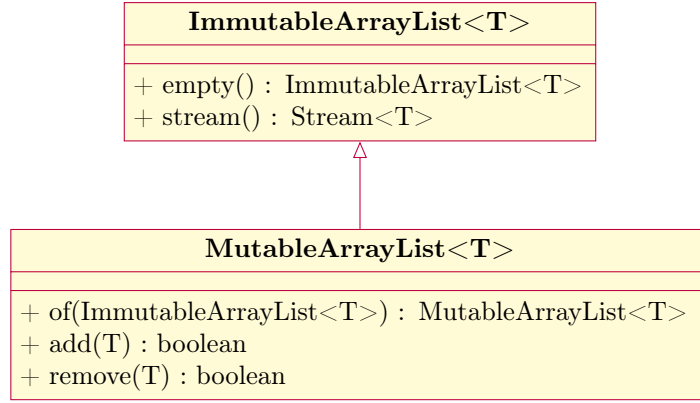 ImmutableArrayList<T>
+ empty() : ImmutableArrayList<T>
+ stream() : Stream<T>
MutableArrayList<T>
+ of(ImmutableArrayList<T>) : MutableArrayList<T>
+ add(T) : boolean
+ remove(T) : boolean